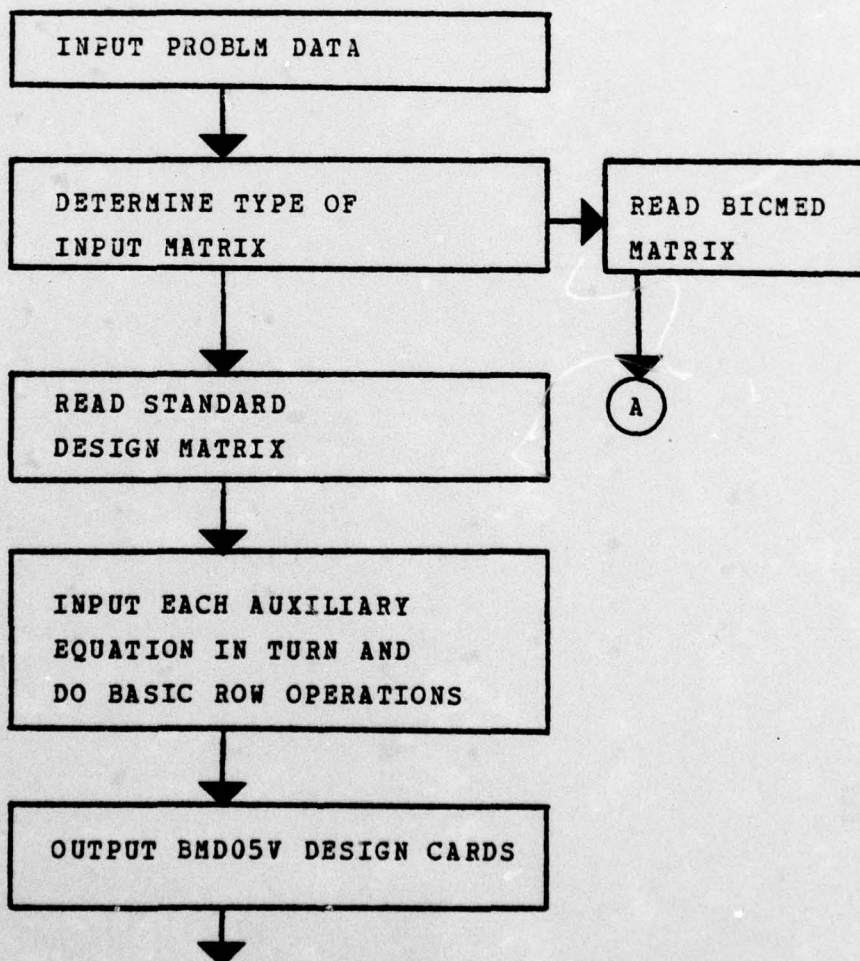 INPUT PROBLM DATA
DETERMINE TYPE OF
INPUT MATRIX
READ BICMED
MATRIX
READ STANDARD
DESIGN MATRIX
A
INPUT EACH AUXILIARY
EQUATION IN TURN AND
DO BASIC ROW OPERATIONS
OUTPUT BMD05V DESIGN CARDS